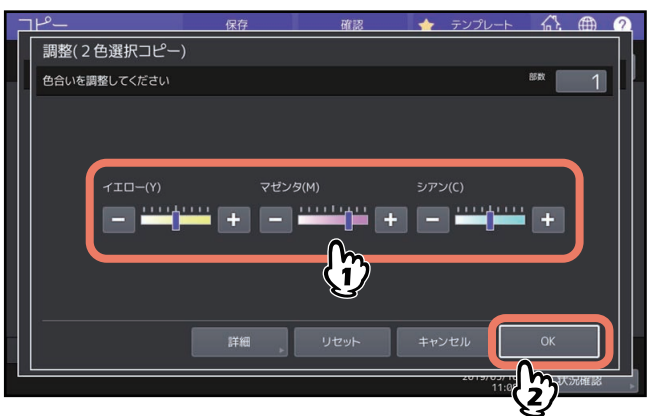 コピー 保存 確認 テンプレート ?
調整(2色選択コピー)
色合いを調整してください 部数 1
イエロー(Y) マゼンタ(M) シアン(C)
− + − + − +
1
詳細 リセット キャンセル OK
状況確認
11:0
2